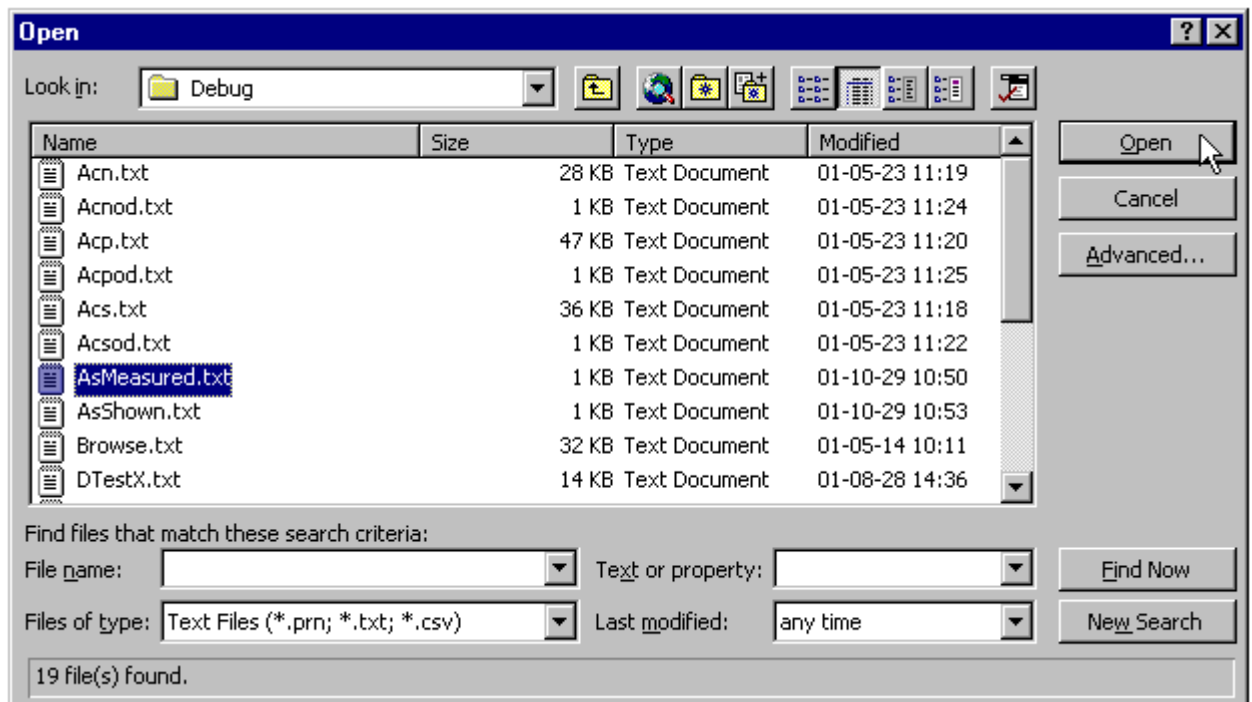 Open
Look in: Debug
Name Size Type Modified
Acn.txt 28 KB Text Document 01-05-23 11:19
Acnod.txt 1 KB Text Document 01-05-23 11:24
Acp.txt 47 KB Text Document 01-05-23 11:20
Acpod.txt 1 KB Text Document 01-05-23 11:25
Acs.txt 36 KB Text Document 01-05-23 11:18
Acsod.txt 1 KB Text Document 01-05-23 11:22
AsMeasured.txt 1 KB Text Document 01-10-29 10:50
AsShown.txt 1 KB Text Document 01-10-29 10:53
Browse.txt 32 KB Text Document 01-05-14 10:11
DTestX.txt 14 KB Text Document 01-08-28 14:36
Open
Cancel
Advanced...
Find files that match these search criteria:
File name: Text or property: Find Now
Files of type: Text Files (*.prn; *.txt; *.csv) Last modified: any time New Search
19 file(s) found.